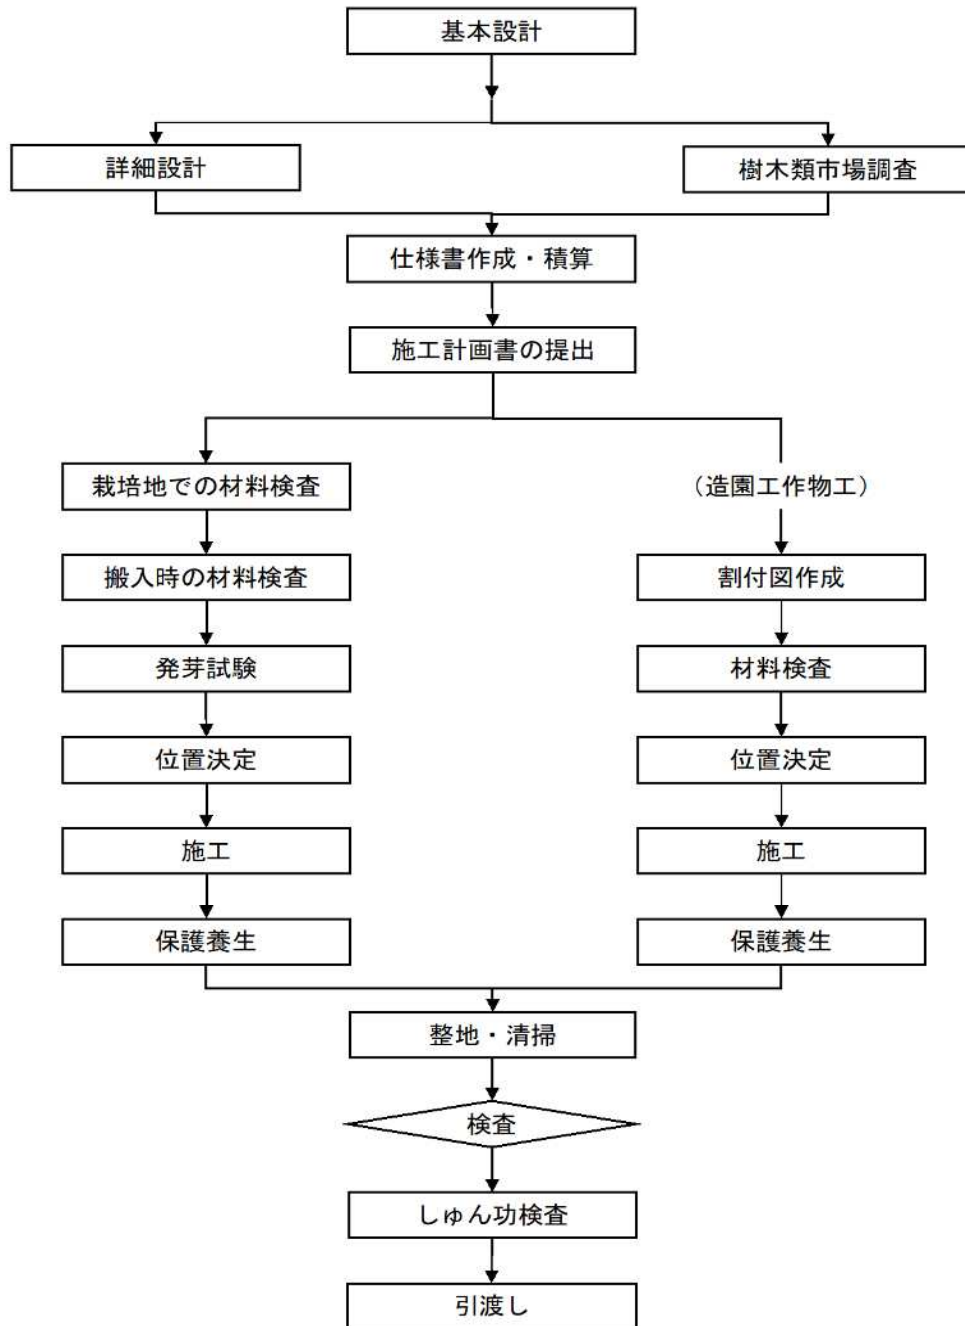 基本設計
詳細設計
樹木類市場調査
仕様書作成・積算
施工計画書の提出
栽培地での材料検査
(造園工作物工)
搬入時の材料検査
割付図作成
発芽試験
材料検査
位置決定
位置決定
施工
施工
保護養生
保護養生
整地・清掃
検査
しゅん功検査
引渡し